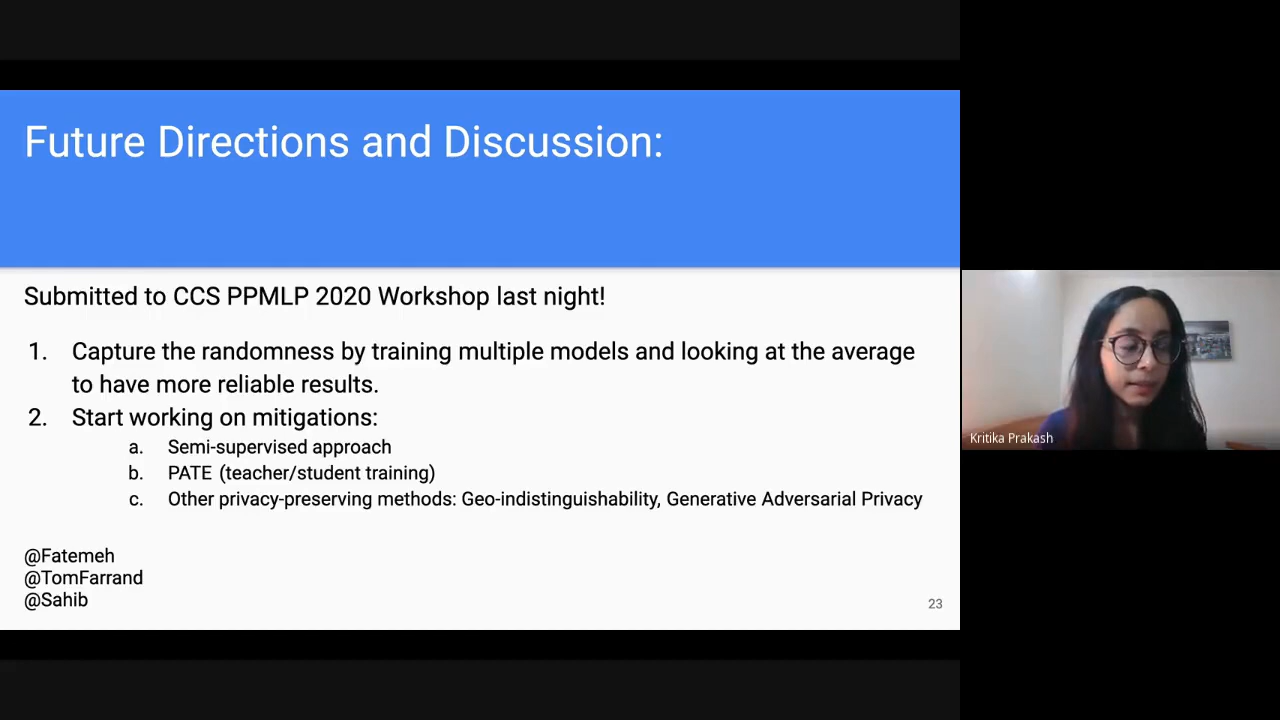 Future Directions and Discussion:
Submitted to CCS PPMLP 2020 Workshop last night!
1. Capture the randomness by training multiple models and looking at the average
to have more reliable results.
2. Start working on mitigations:
a. Semi-supervised approach
b. PATE (teacher/student training)
c. Other privacy-preserving methods: Geo-indistinguishability, Generative Adversarial Privacy
@Fatemeh
@TomFarrand
@Sahib
23
Kritika Prakash